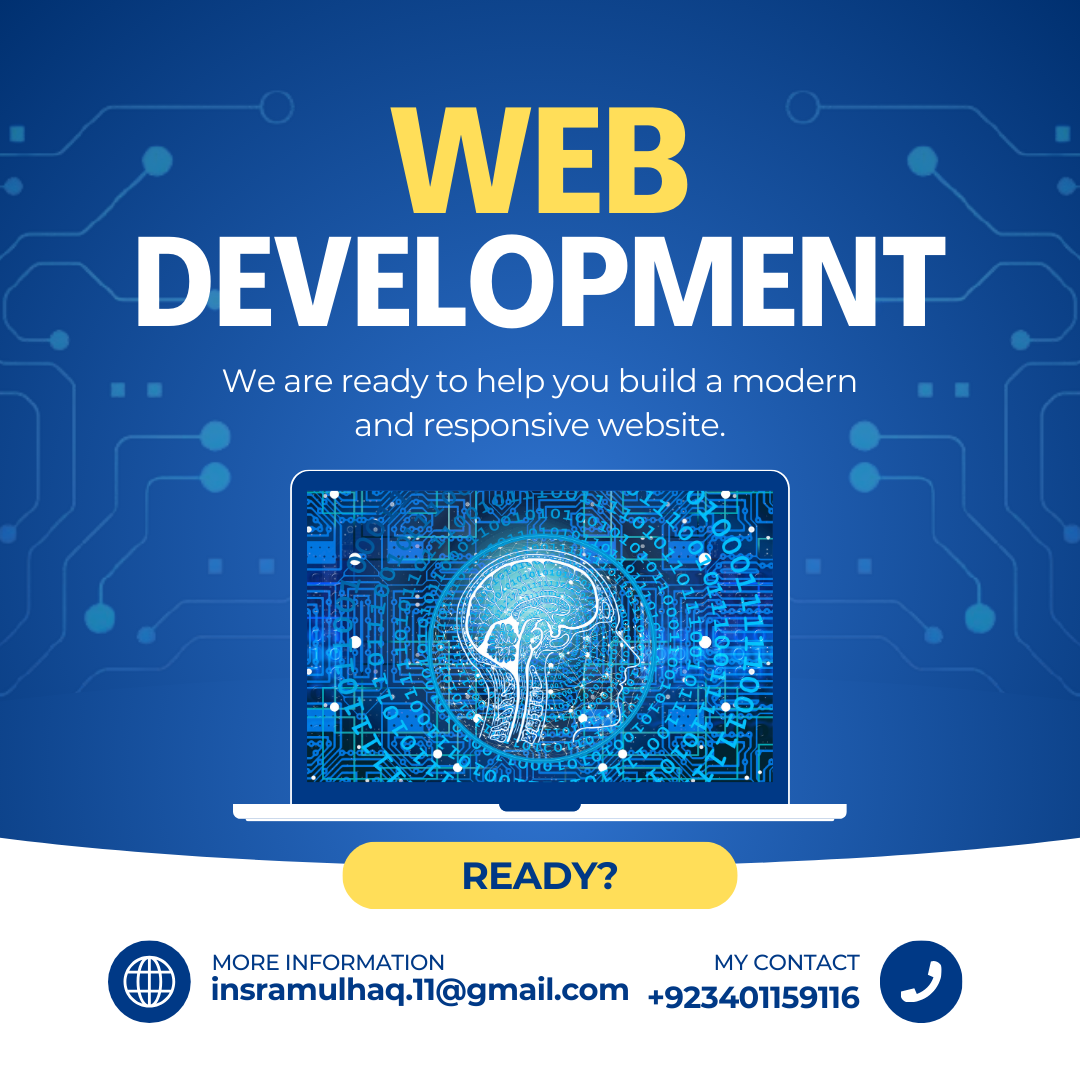 WEB
DEVELOPMENT
We are ready to help you build a modern
and responsive website.
READY?
MORE INFORMATION
insramulhaq.11@gmail.com
MY CONTACT
+923401159116